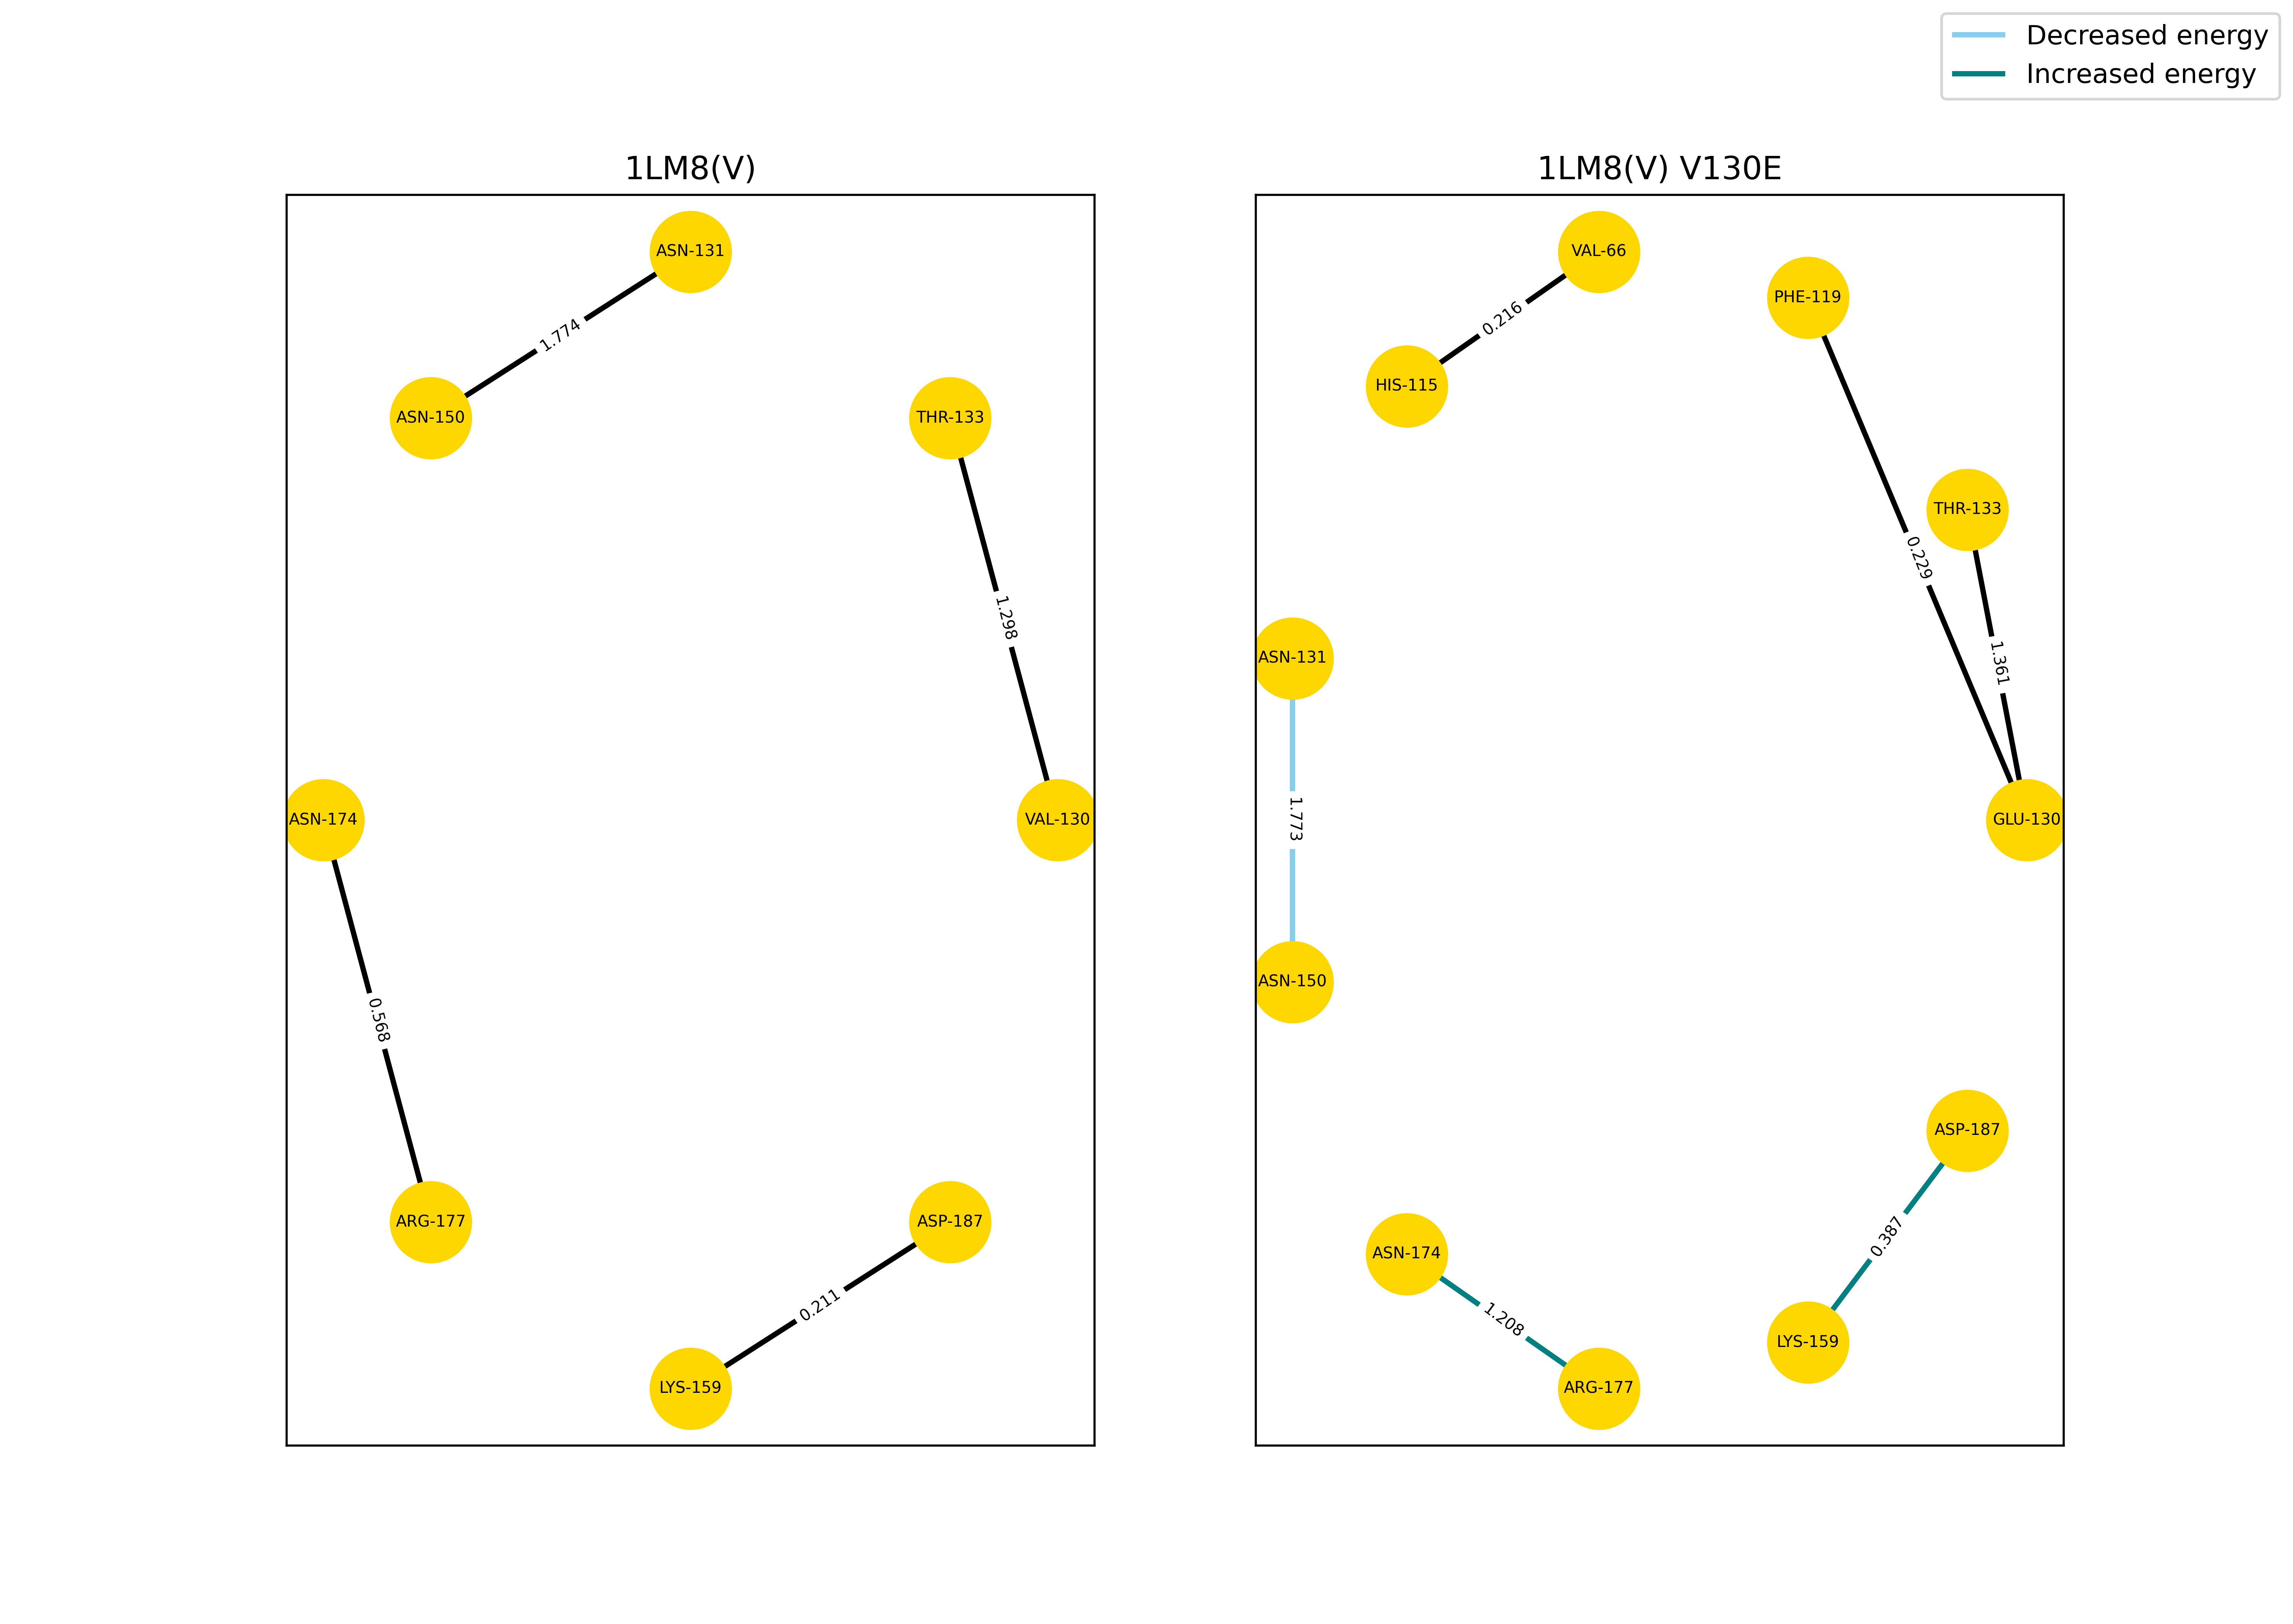 Decreased energy
Increased energy
1LM8(V)
ASN-131
1.774
ASN-150
THR-133
1.298
ASN-174
VAL-130
0.568
ARG-177
ASP-187
0.211
LYS-159
1LM8(V) V130E
VAL-66
PHE-119
0.216
HIS-115
THR-133
0.229
ASN-131
1.361
1.773
GLU-130
ASN-150
ASP-187
0.387
ASN-174
1.208
LYS-159
ARG-177